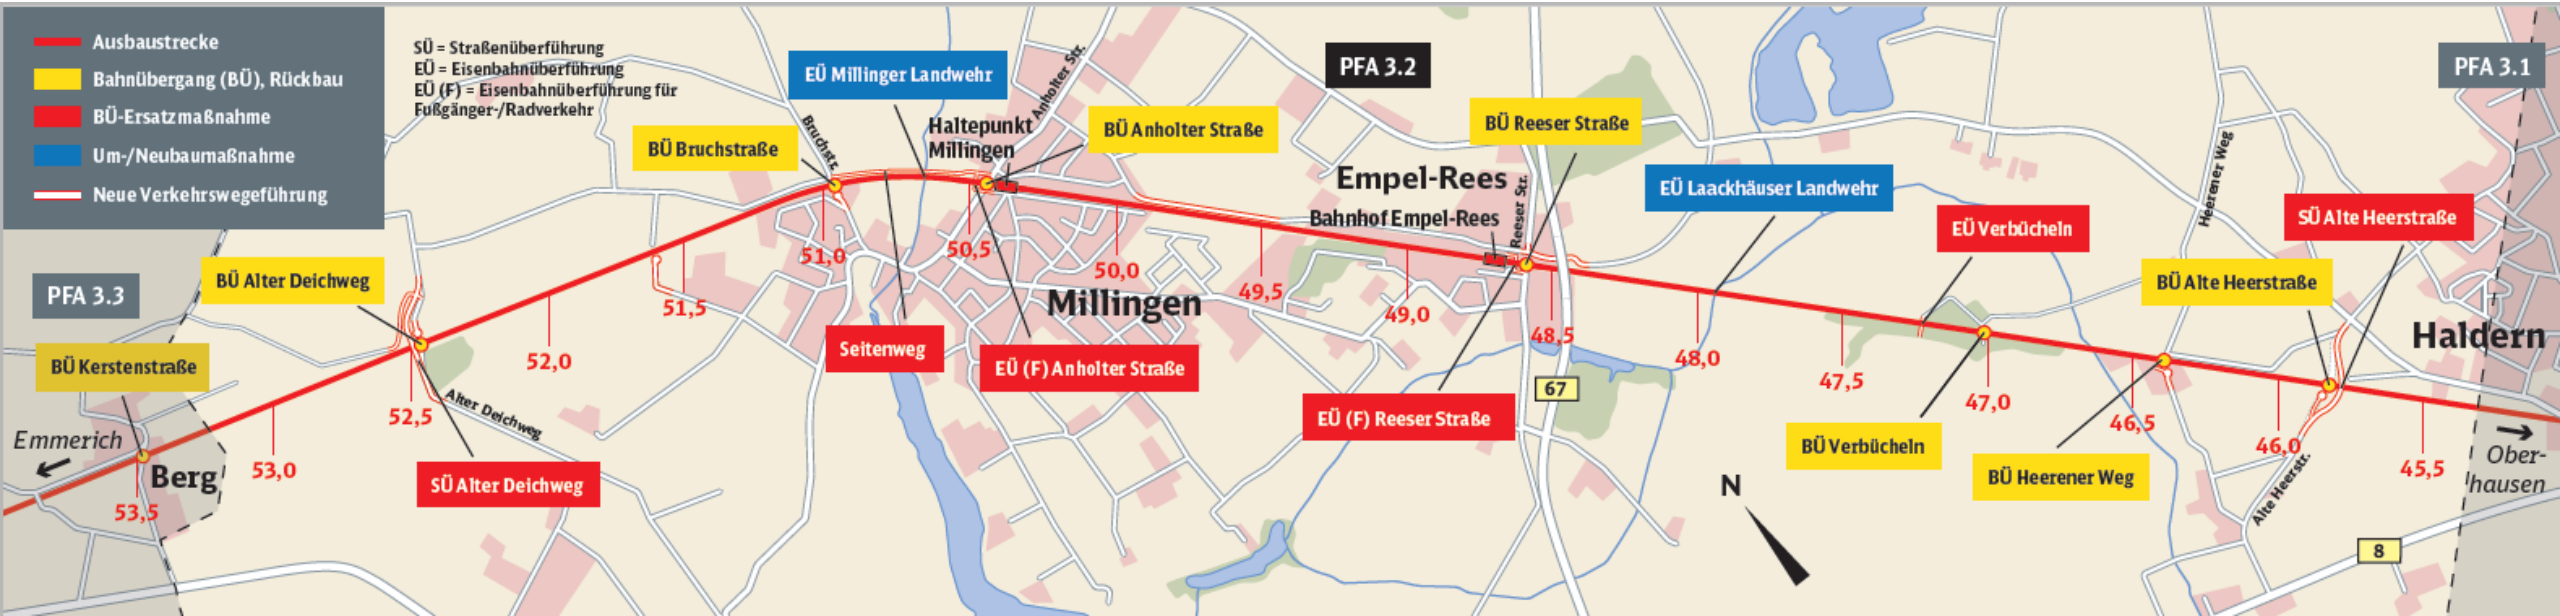 Ausbaustrecke
Bahnübergang (BÜ), Rückbau
BÜ-Ersatzmaßnahme
Um-/Neubaumaßnahme
Neue Verkehrswegeführung
SÜ = Straßenüberführung
EÜ = Eisenbahnüberführung
EÜ (F) = Eisenbahnüberführung für
Fußgänger-/Radverkehr
PFA 3.3
PFA 3.2
PFA 3.1
BÜ Kerstenstraße
Emmerich
Berg
53,5
53,0
BÜ Alter Deichweg
52,5
Alter Deichweg
SÜ Alter Deichweg
52,0
51,5
BÜ Bruchstraße
Bruchstr.
51,0
EÜ Millinger Landwehr
Seitenweg
Haltepunkt
Millingen
Anholter Str.
BÜ Anholter Straße
50,5
EÜ (F) Anholter Straße
Millingen
50,0
49,5
Empel-Rees
Bahnhof Empel-Rees
Reeser Str.
49,0
BÜ Reeser Straße
EÜ (F) Reeser Straße
48,5
67
EÜ Laackhäuser Landwehr
48,0
47,5
EÜ Verbücheln
BÜ Verbücheln
47,0
N
Heerener Weg
BÜ Heerener Weg
46,5
BÜ Alte Heerstraße
SÜ Alte Heerstraße
46,0
Alte Heerstr.
45,5
Haldern
Ober-
hausen
8